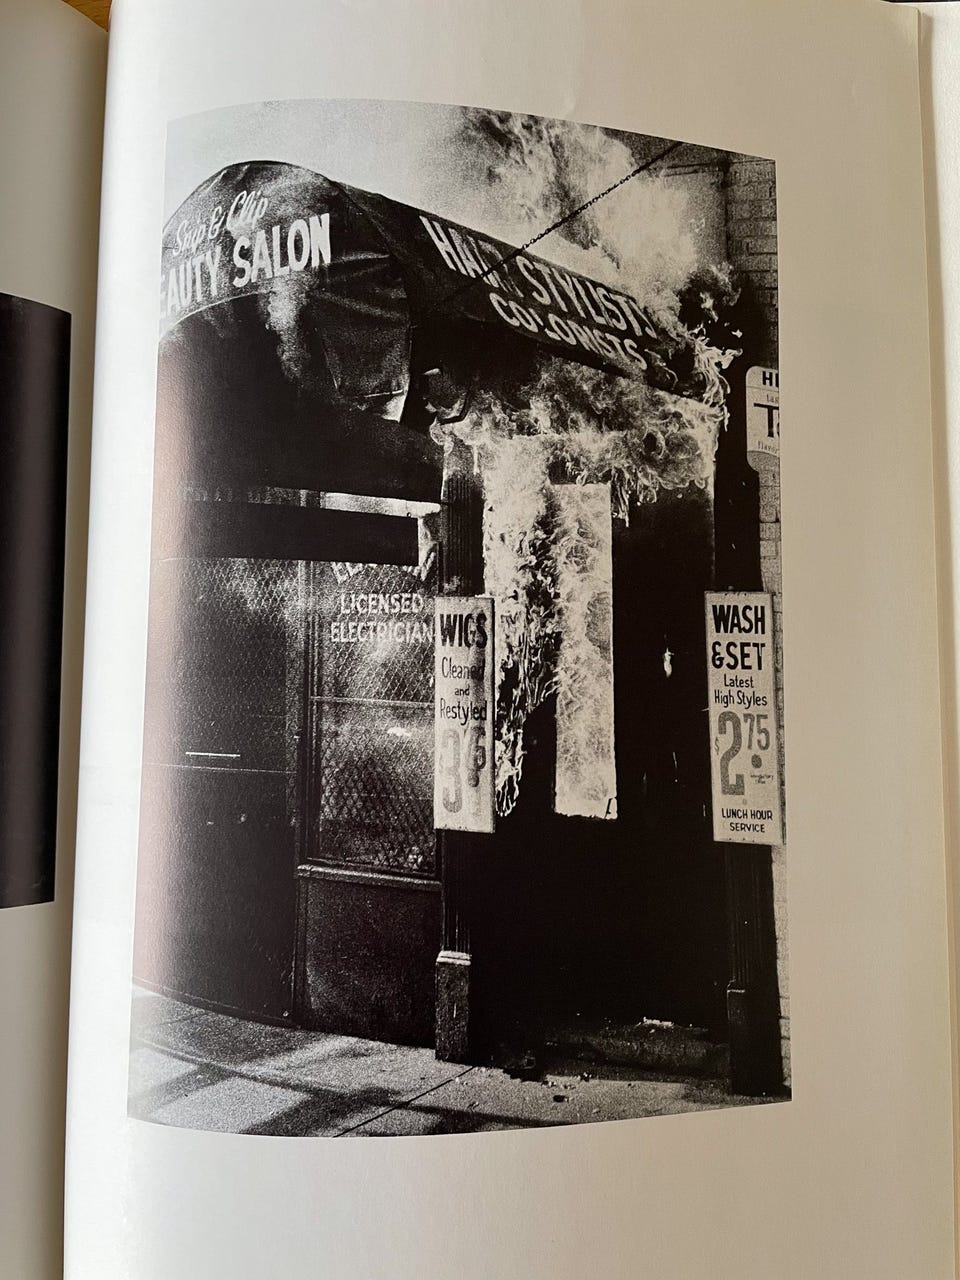 Snip & Clip
EAUTY SALON
HAIR STYLISTS
COLORISTS
LICENSED
ELECTRICIAN
WIGS
Cleaned
and
Restyled
WASH
& SET
Latest
High Styles
$2.75
LUNCH HOUR
SERVICE